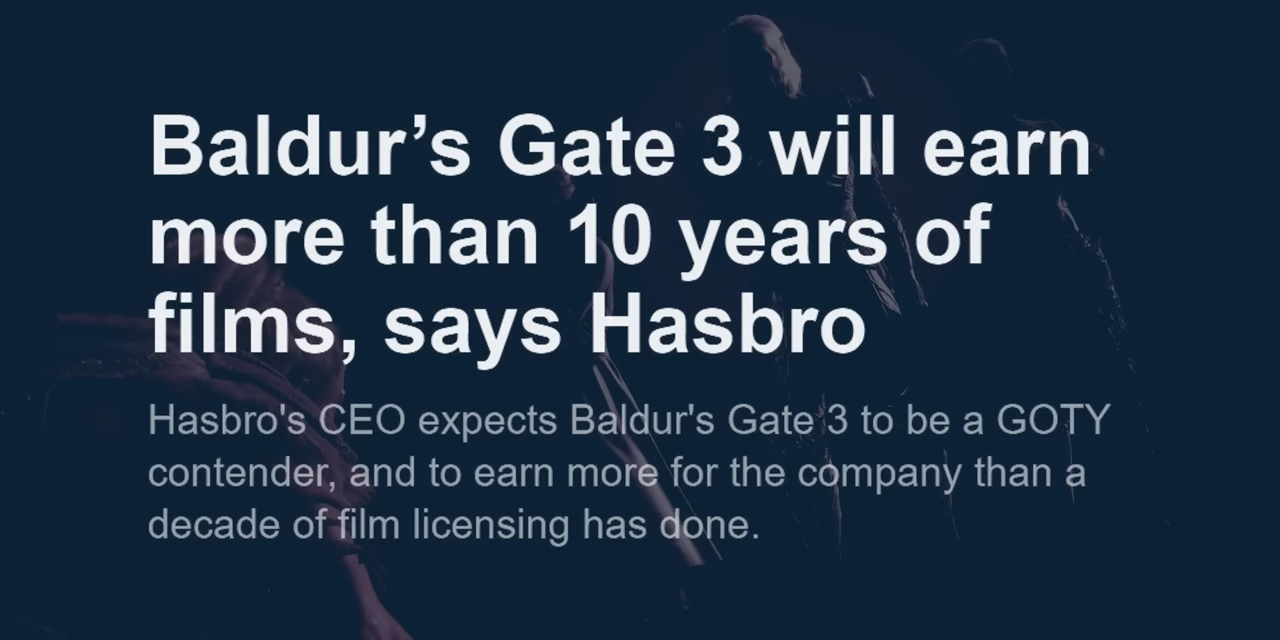 Baldur’s Gate 3 will earn
more than 10 years of
films, says Hasbro
Hasbro's CEO expects Baldur's Gate 3 to be a GOTY
contender, and to earn more for the company than a
decade of film licensing has done.